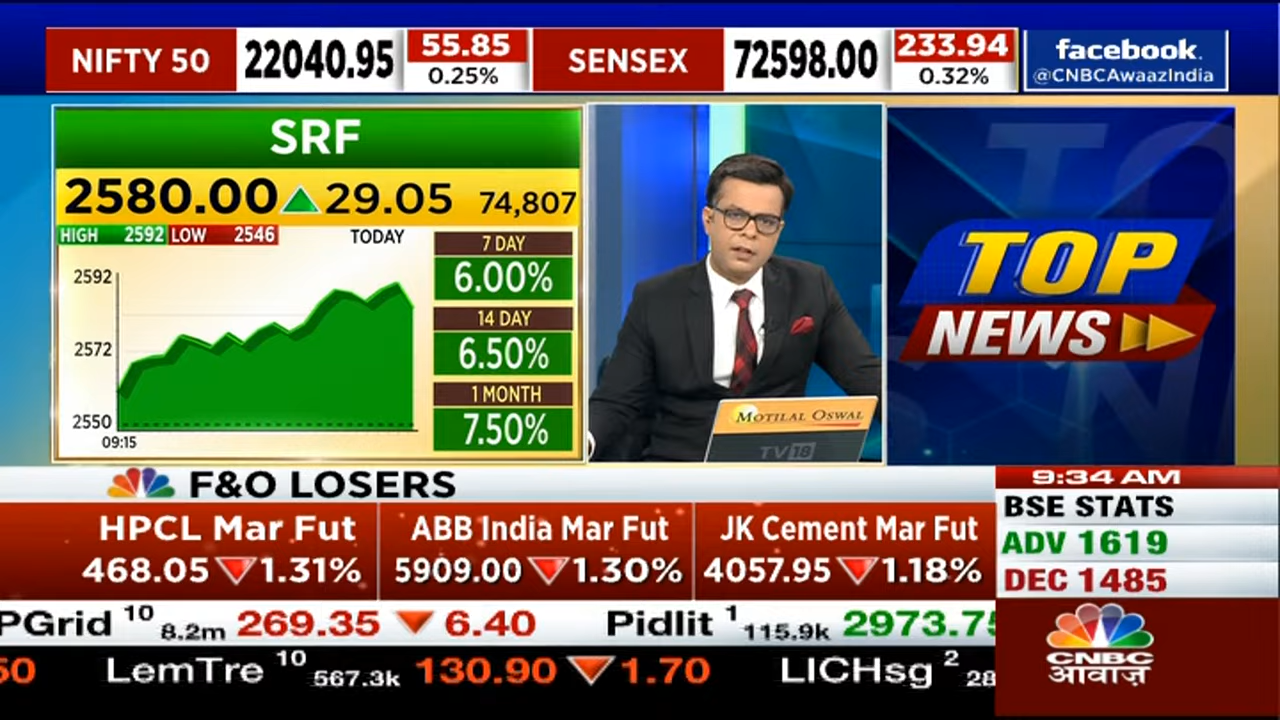 NIFTY 50 22040.95 55.85 0.25% SENSEX 72598.00 233.94 0.32% facebook. @CNBCAwaazIndia
SRF
2580.00 29.05 74,807
HIGH 2592 LOW 2546 TODAY
2592
2572
2550
09:15
7 DAY
6.00%
14 DAY
6.50%
1 MONTH
7.50%
MOTILAL OSWAL
TV18
TOP
NEWS
F&O LOSERS
HPCL Mar Fut
468.05 1.31%
ABB India Mar Fut
5909.00 1.30%
JK Cement Mar Fut
4057.95 1.18%
9:34 AM
BSE STATS
ADV 1619
DEC 1485
PGrid 10 8.2m 269.35 6.40 Pidlit 1 115.9k 2973.75
50 LemTre 10 567.3k 130.90 1.70 LICHsg 2 28
CNBC
आवाज़